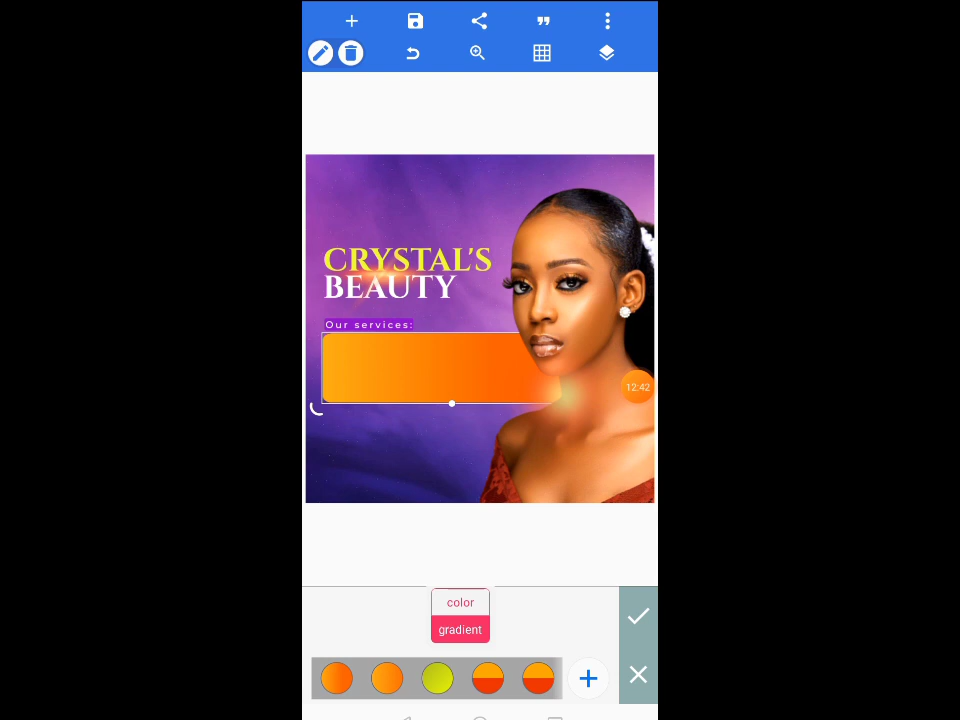 CRYSTAL'S
BEAUTY
Our services:
12:42
color
gradient